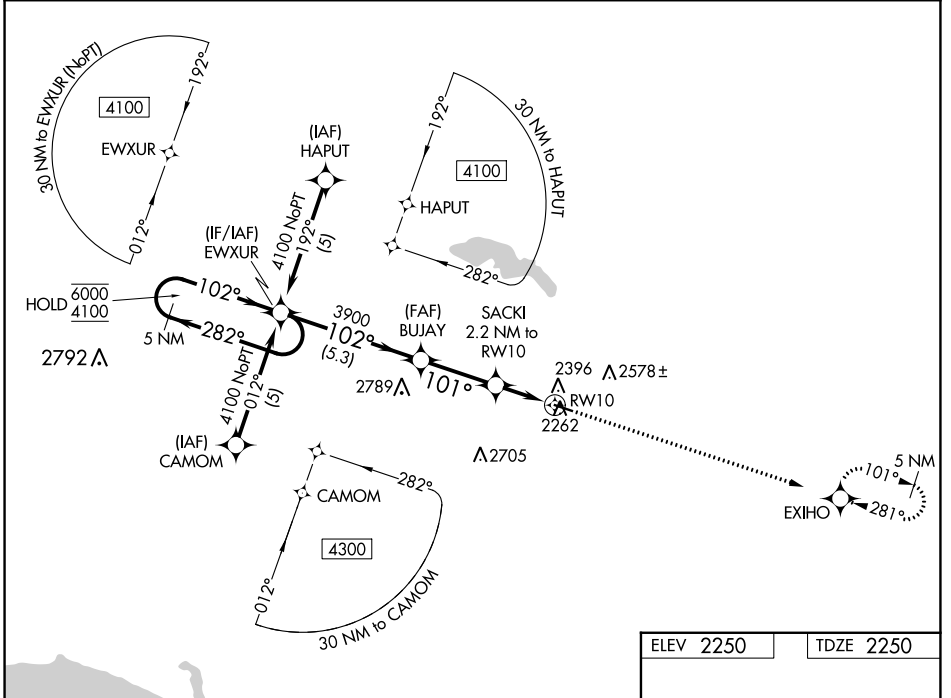 30 NM to EWXUR (NoPT)
192°
4100
EWXUR
012°
(IAF)
HAPUT
4100 NoPT
192°
(5)
192°
30 NM to HAPUT
4100
HAPUT
282°
(IF/IAF)
EWXUR
HOLD 6000
4100
102°
282°
5 NM
3900
102°
(5.3)
(FAF)
BUJAY
SACKI
2.2 NM to
RW10
2792
4100 NoPT
012°
(5)
2789
101°
2396
2578±
RW10
2262
(IAF)
CAMOM
2705
282°
CAMOM
4300
012°
30 NM to CAMOM
5 NM
101°
281°
EXIHO
ELEV 2250
TDZE 2250